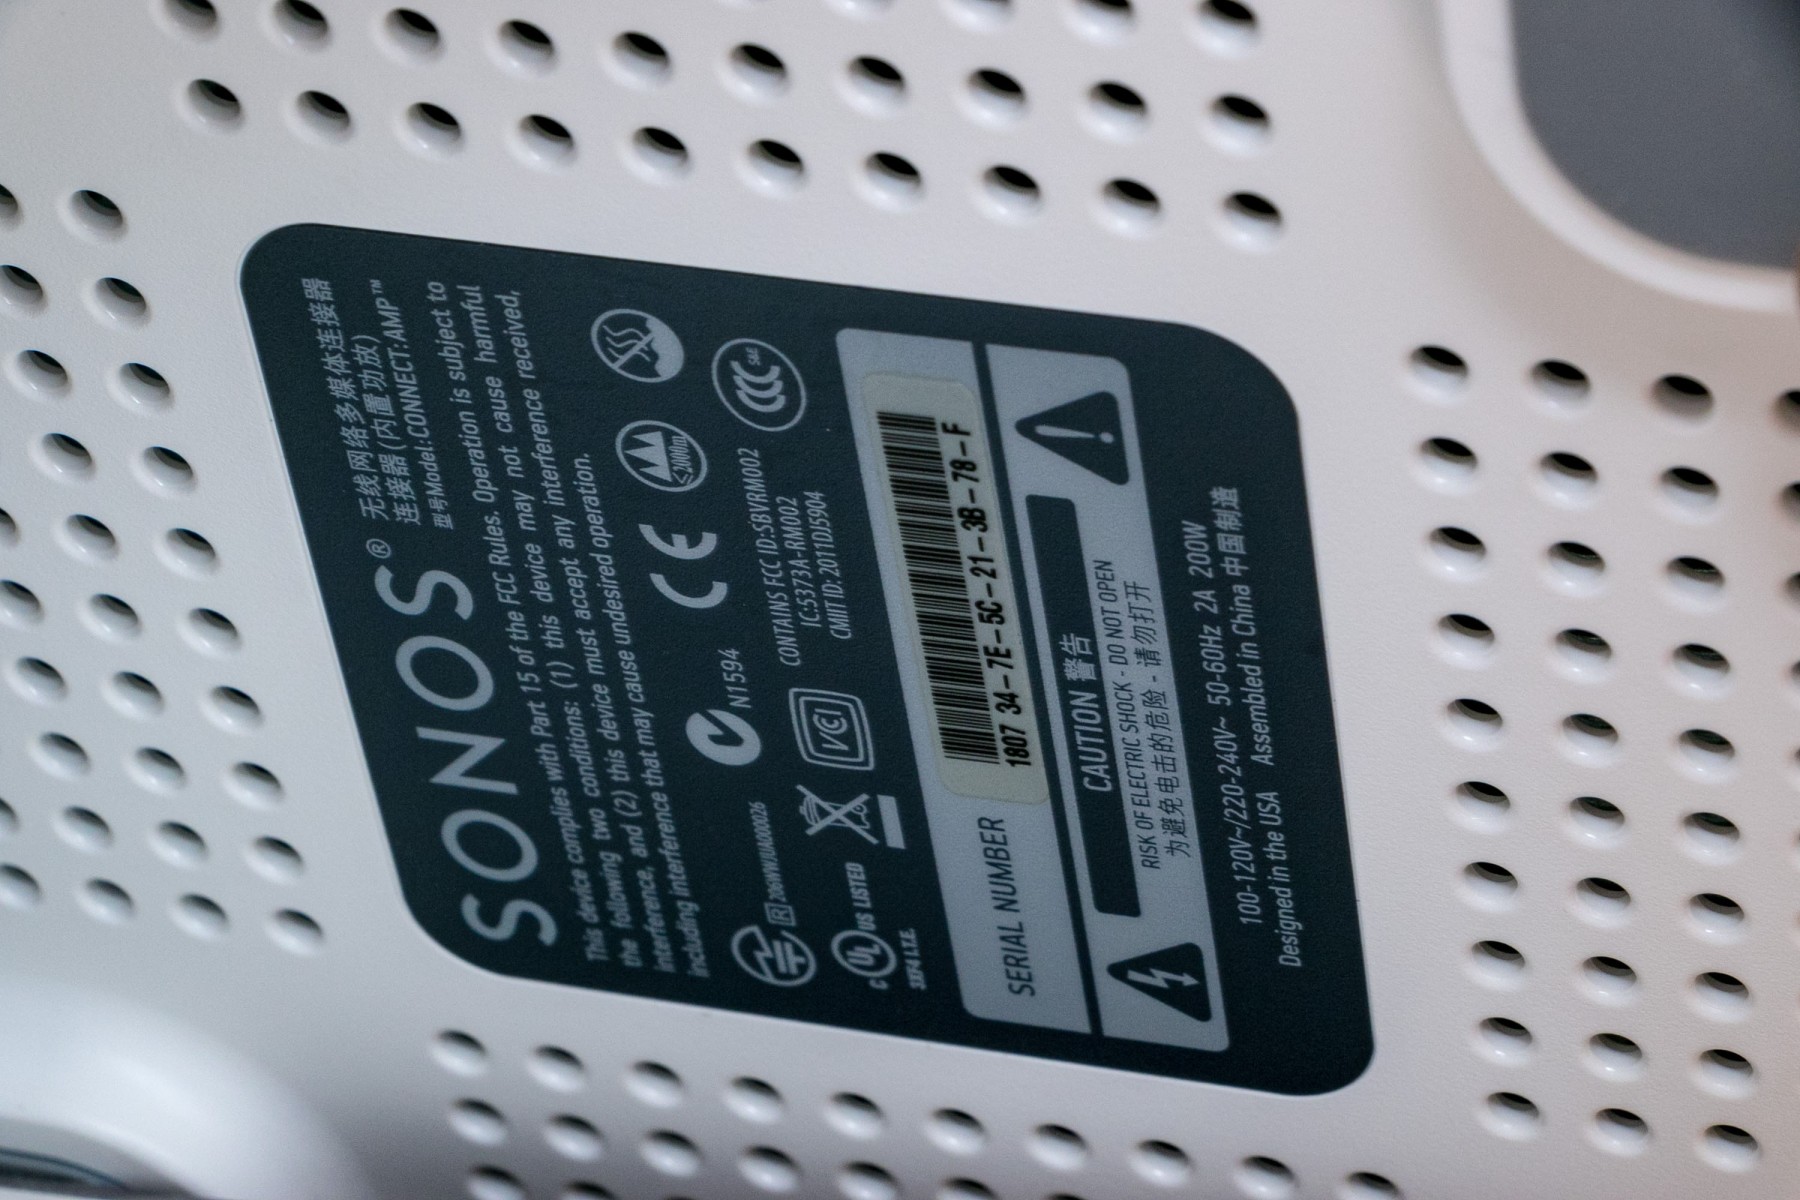 SONOS®
无线网络多媒体连接器
连接器(内置功放)
型号Model:CONNECT:AMP™
This device complies with Part 15 of the FCC Rules. Operation is subject to
the following two conditions: (1) this device may not cause harmful
interference, and (2) this device must accept any interference received,
including interference that may cause undesired operation.
R 206WWJUA00026
N1594
CE
≤2000m
C UL US LISTED
33F4 I.T.E.
VCI
CONTAINS FCC ID:SBVRM002
IC:5373A-RM002
CMIIT ID: 2011DJ5904
CCC S&E
SERIAL NUMBER
1807 34-7E-5C-21-3B-78-F
CAUTION 警告
RISK OF ELECTRIC SHOCK - DO NOT OPEN
为避免电击的危险 - 请勿打开
100-120V~/220-240V~ 50-60Hz 2A 200W
Designed in the USA Assembled in China 中国制造